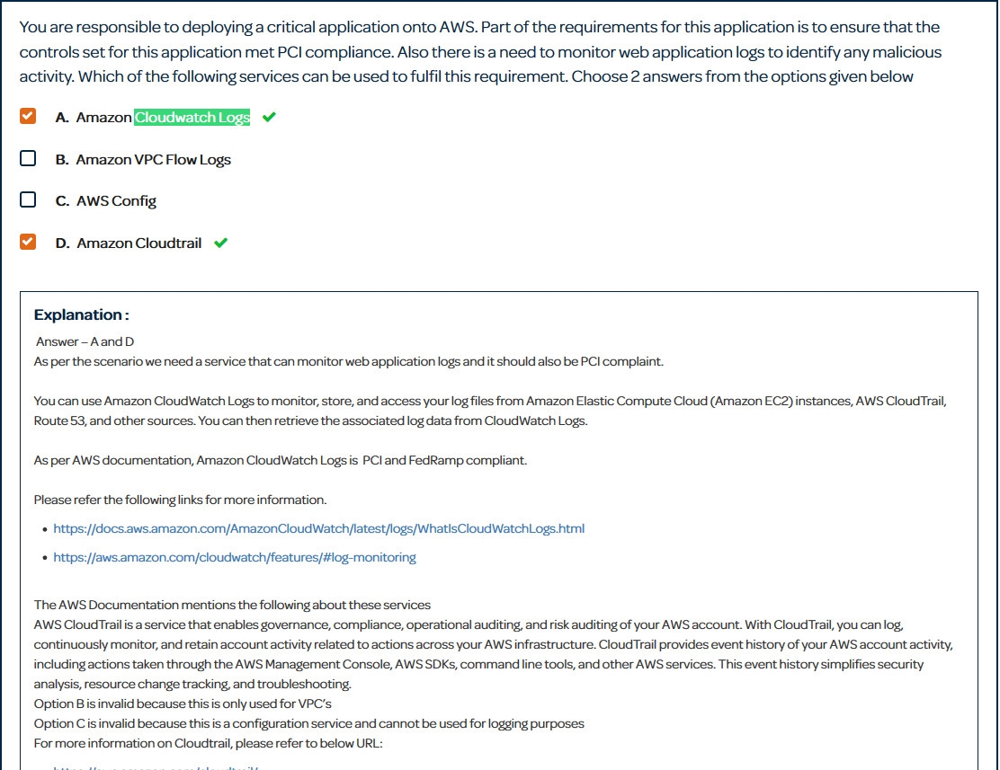 You are responsible to deploying a critical application onto AWS. Part of the requirements for this application is to ensure that the
controls set for this application met PCI compliance. Also there is a need to monitor web application logs to identify any malicious
activity. Which of the following services can be used to fulfil this requirement. Choose 2 answers from the options given below
A. Amazon Cloudwatch Logs
B. Amazon VPC Flow Logs
C. AWS Config
D. Amazon Cloudtrail
Explanation :
Answer – A and D
As per the scenario we need a service that can monitor web application logs and it should also be PCI complaint.
You can use Amazon CloudWatch Logs to monitor, store, and access your log files from Amazon Elastic Compute Cloud (Amazon EC2) instances, AWS CloudTrail,
Route 53, and other sources. You can then retrieve the associated log data from CloudWatch Logs.
As per AWS documentation, Amazon CloudWatch Logs is PCI and FedRamp compliant.
Please refer the following links for more information.
• https://docs.aws.amazon.com/AmazonCloudWatch/latest/logs/WhatIsCloudWatchLogs.html
• https://aws.amazon.com/cloudwatch/features/#log-monitoring
The AWS Documentation mentions the following about these services
AWS CloudTrail is a service that enables governance, compliance, operational auditing, and risk auditing of your AWS account. With CloudTrail, you can log,
continuously monitor, and retain account activity related to actions across your AWS infrastructure. CloudTrail provides event history of your AWS account activity,
including actions taken through the AWS Management Console, AWS SDKs, command line tools, and other AWS services. This event history simplifies security
analysis, resource change tracking, and troubleshooting.
Option B is invalid because this is only used for VPC's
Option C is invalid because this is a configuration service and cannot be used for logging purposes
For more information on Cloudtrail, please refer to below URL: